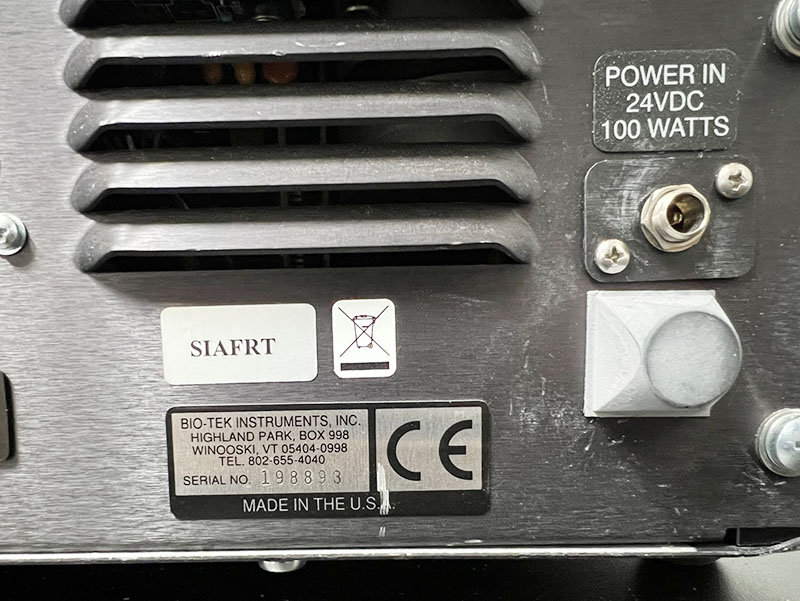 POWER IN
24VDC
100 WATTS
SIAFRT
BIO-TEK INSTRUMENTS, INC.
HIGHLAND PARK, BOX 998
WINOOSKI, VT 05404-0998
TEL. 802-655-4040
SERIAL NO. 198893
CE
MADE IN THE U.S.A.